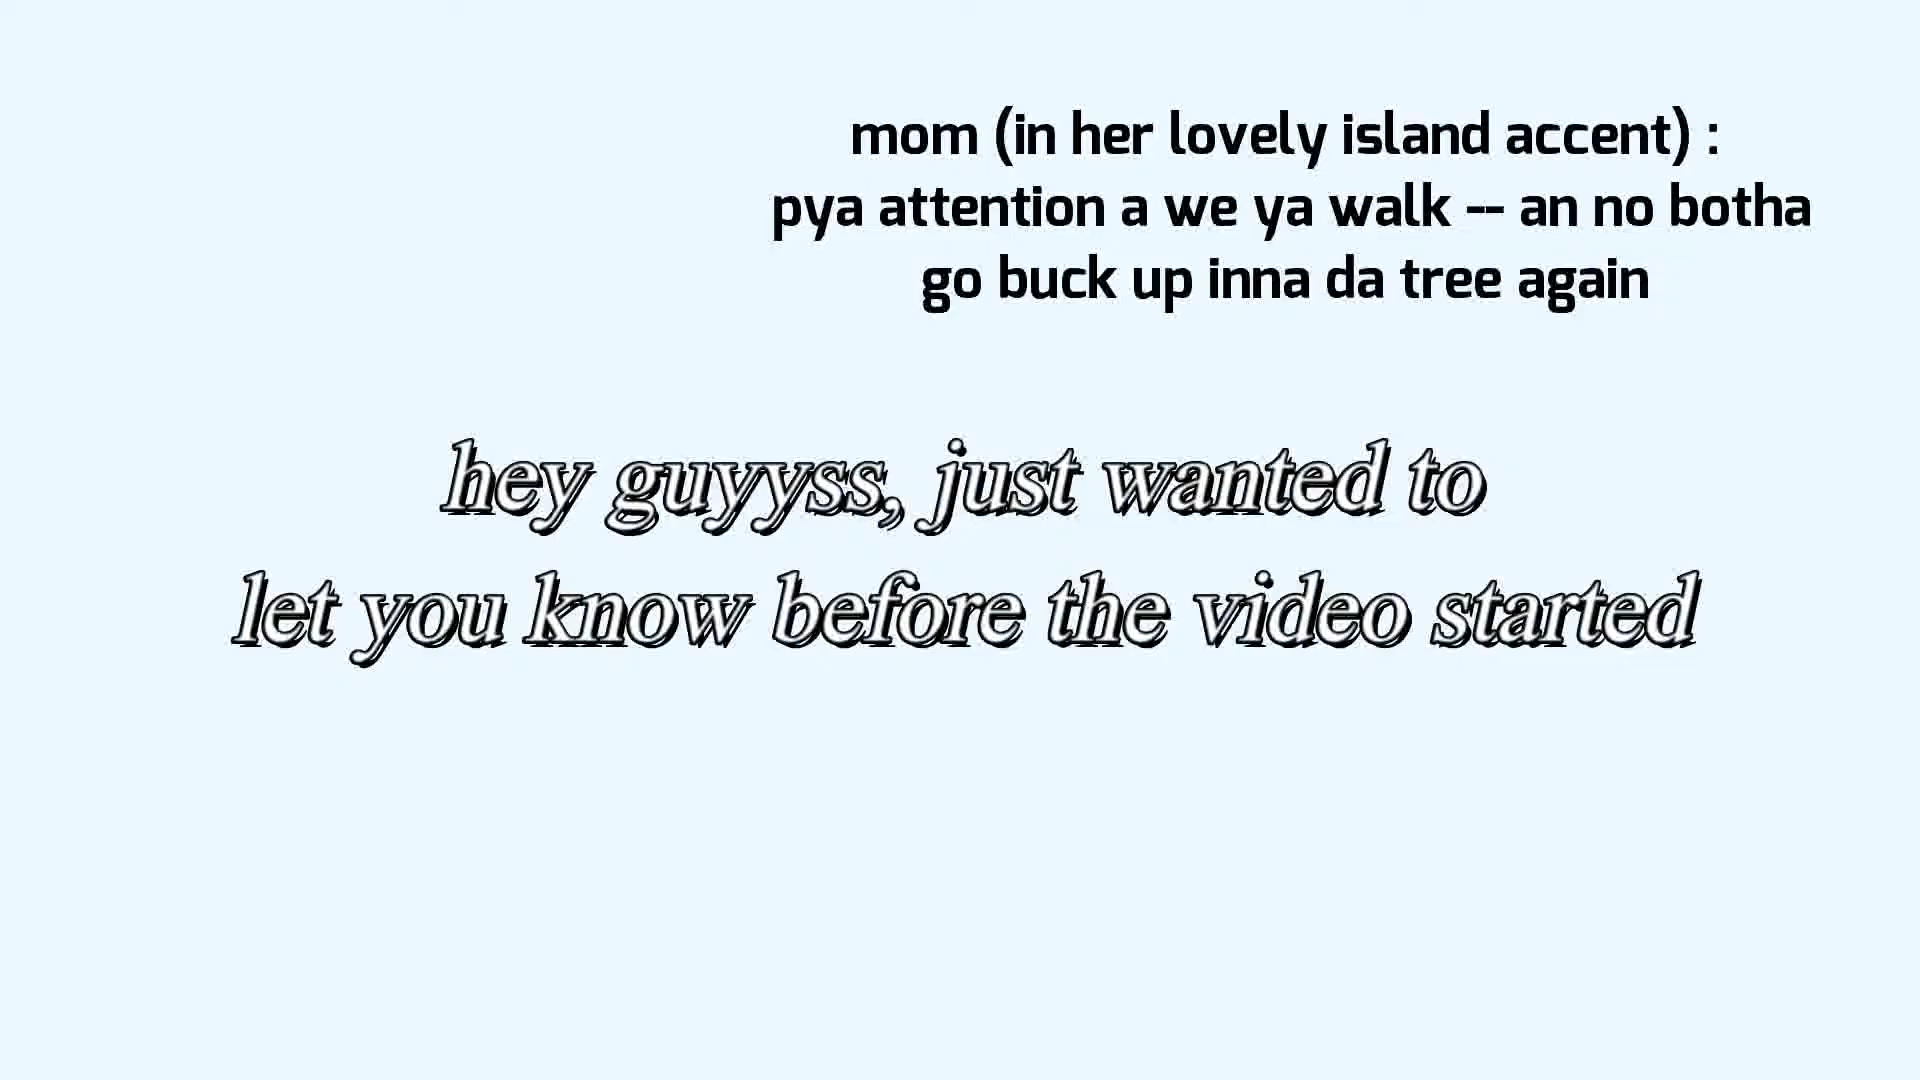 mom (in her lovely island accent) :
pya attention a we ya walk -- an no botha
go buck up inna da tree again
hey guyyss, just wanted to
let you know before the video started